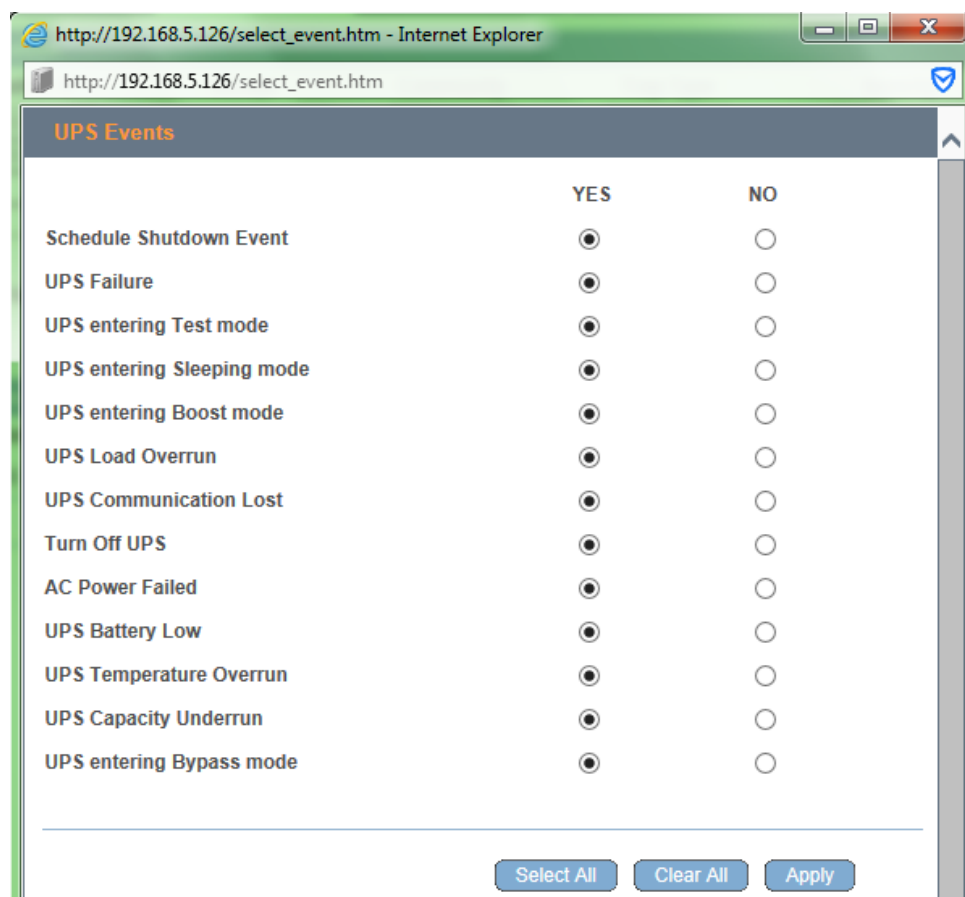 http://192.168.5.126/select_event.htm - Internet Explorer
http://192.168.5.126/select_event.htm
UPS Events
YES NO
Schedule Shutdown Event
UPS Failure
UPS entering Test mode
UPS entering Sleeping mode
UPS entering Boost mode
UPS Load Overrun
UPS Communication Lost
Turn Off UPS
AC Power Failed
UPS Battery Low
UPS Temperature Overrun
UPS Capacity Underrun
UPS entering Bypass mode
Select All Clear All Apply